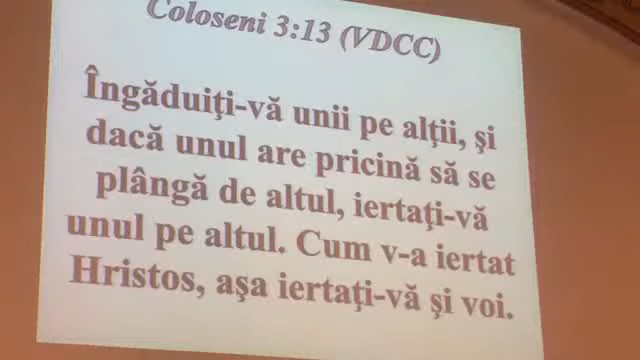 Coloseni 3:13 (VDCC)
Îngăduiţi-vă unii pe alţii, şi
dacă unul are pricină să se
plângă de altul, iertaţi-vă
unul pe altul. Cum v-a iertat
Hristos, aşa iertaţi-vă şi voi.